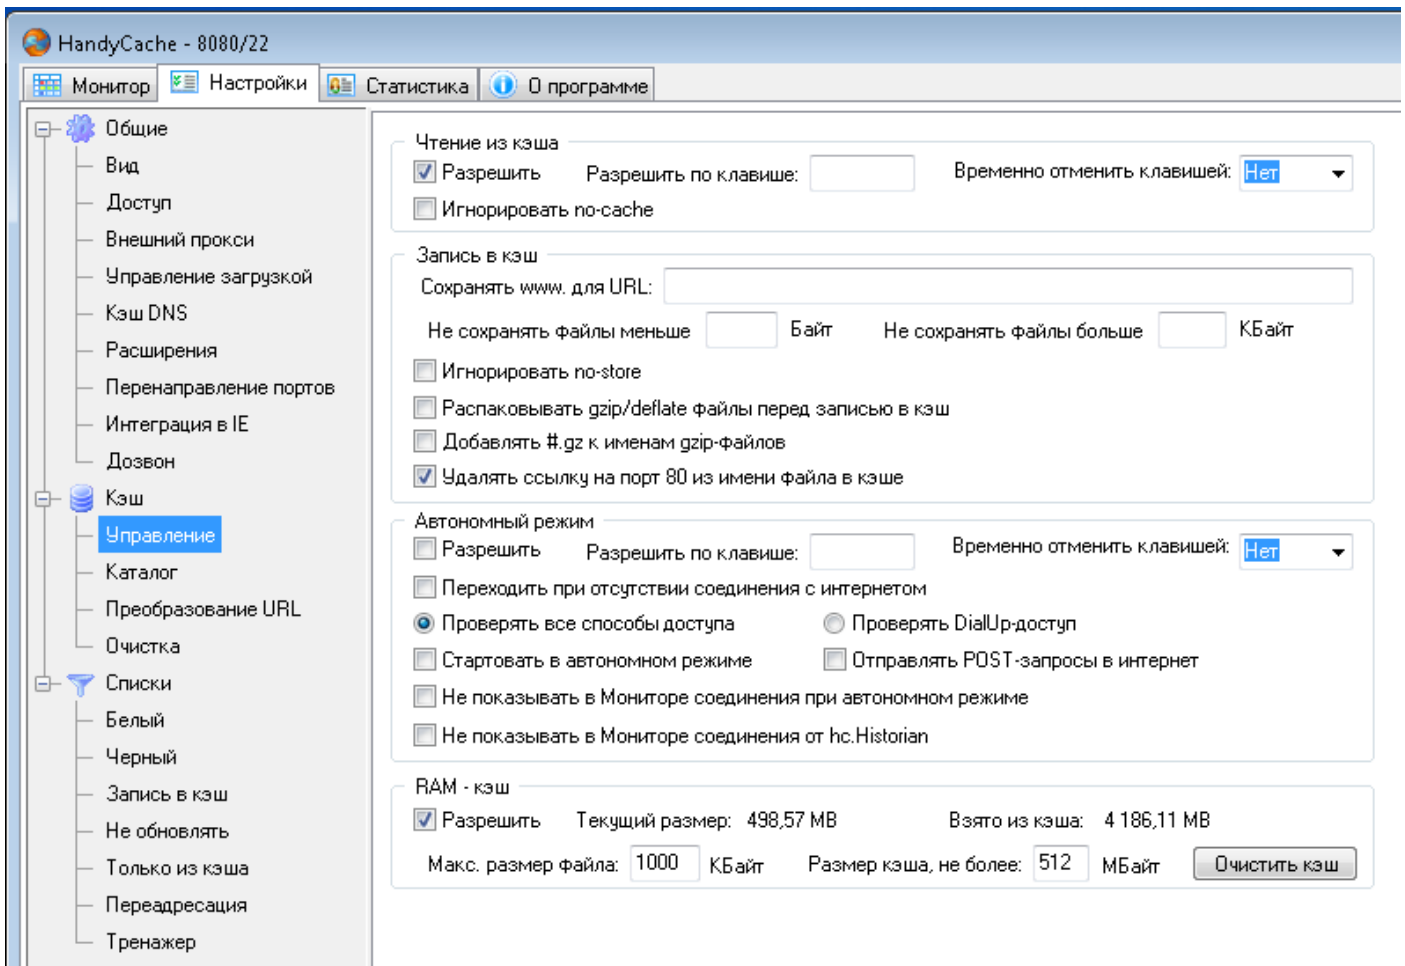 HandyCache - 8080/22
Монитор Настройки Статистика О программе
Общие
Вид
Доступ
Внешний прокси
Управление загрузкой
Кэш DNS
Расширения
Перенаправление портов
Интеграция в IE
Дозвон
Кэш
Управление
Каталог
Преобразование URL
Очистка
Списки
Белый
Черный
Запись в кэш
Не обновлять
Только из кэша
Переадресация
Тренажер
Чтение из кэша
Разрешить Разрешить по клавише: Временно отменить клавишей: Нет
Игнорировать no-cache
Запись в кэш
Сохранять www. для URL:
Не сохранять файлы меньше Байт Не сохранять файлы больше КБайт
Игнорировать no-store
Распаковывать gzip/deflate файлы перед записью в кэш
Добавлять #.gz к именам gzip-файлов
Удалять ссылку на порт 80 из имени файла в кэше
Автономный режим
Разрешить Разрешить по клавише: Временно отменить клавишей: Нет
Переходить при отсутствии соединения с интернетом
Проверять все способы доступа Проверять DialUp-доступ
Стартовать в автономном режиме Отправлять POST-запросы в интернет
Не показывать в Мониторе соединения при автономном режиме
Не показывать в Мониторе соединения от hc.Historian
RAM - кэш
Разрешить Текущий размер: 498,57 MB Взято из кэша: 4 186,11 MB
Макс. размер файла: 1000 КБайт Размер кэша, не более: 512 МБайт Очистить кэш